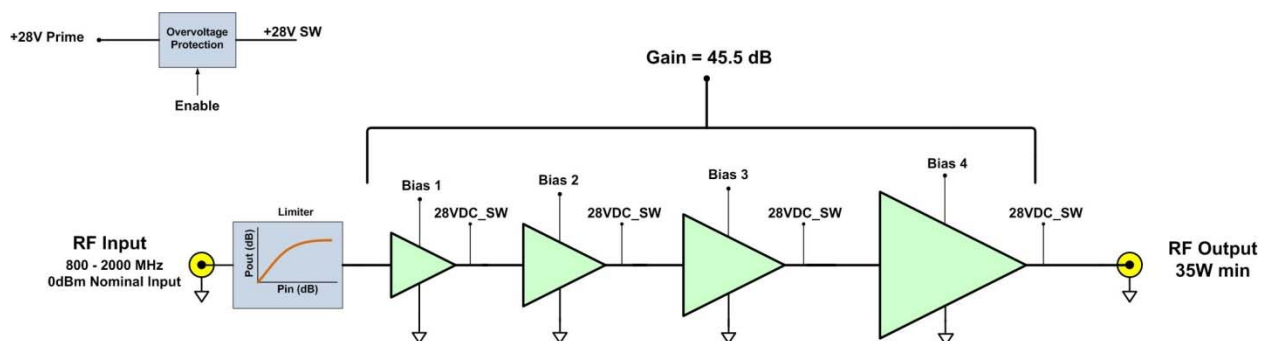 +28V Prime
Overvoltage
Protection
+28V SW
Enable
Gain = 45.5 dB
Bias 1
Bias 2
Bias 3
Bias 4
28VDC_SW
28VDC_SW
28VDC_SW
28VDC_SW
Limiter
Pout (dB)
Pin (dB)
RF Input
800 - 2000 MHz
0dBm Nominal Input
RF Output
35W min